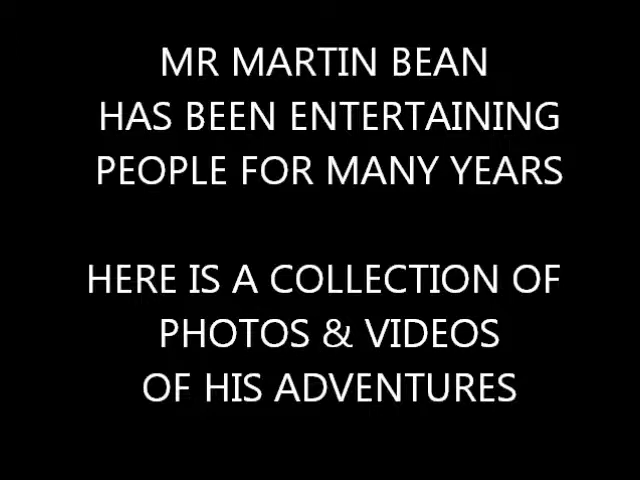 MR MARTIN BEAN
HAS BEEN ENTERTAINING
PEOPLE FOR MANY YEARS
HERE IS A COLLECTION OF
PHOTOS & VIDEOS
OF HIS ADVENTURES